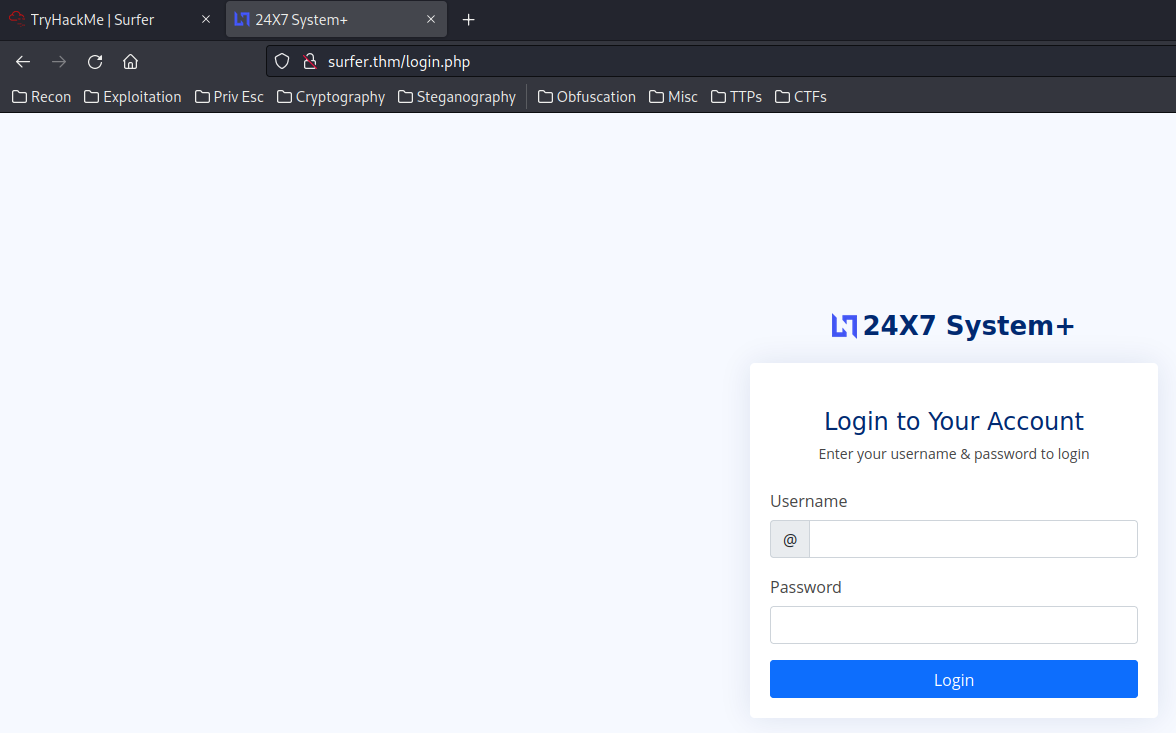 TryHackMe | Surfer
24X7 System+
surfer.thm/login.php
Recon Exploitation Priv Esc Cryptography Steganography Obfuscation Misc TTPs CTFs
24X7 System+
Login to Your Account
Enter your username & password to login
Username
@
Password
Login